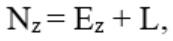 N_z = E_z + L,